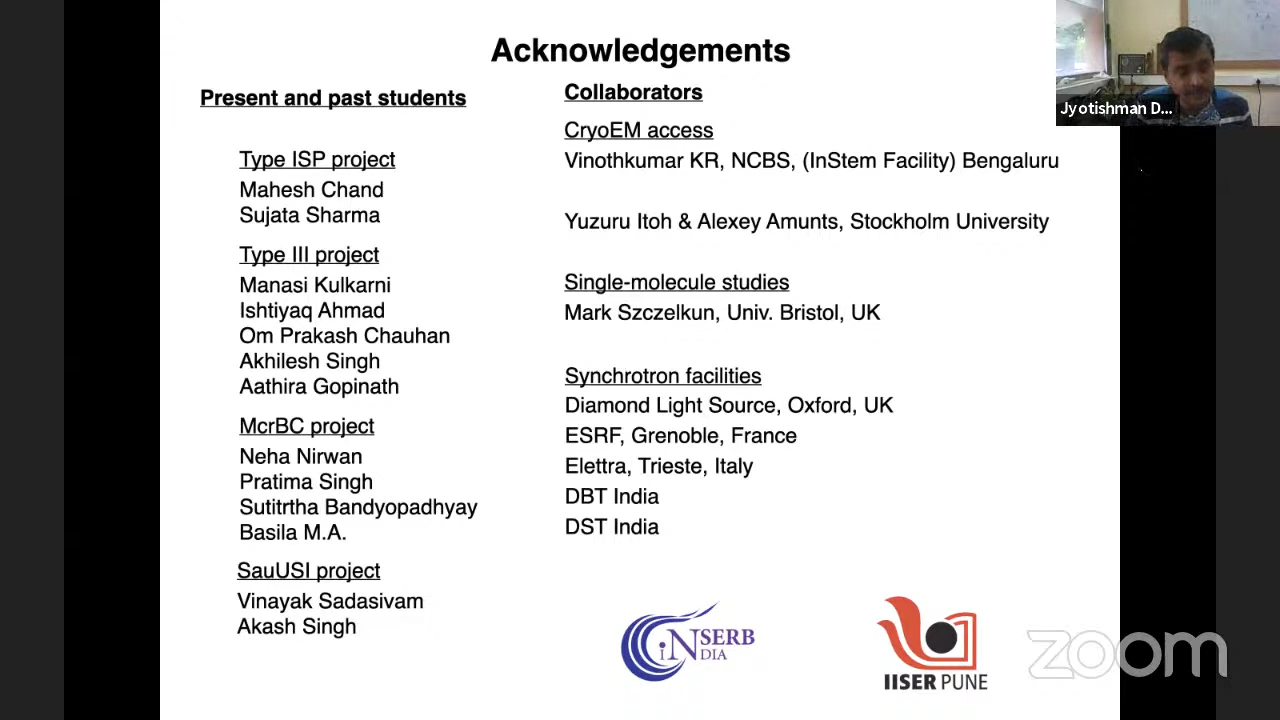 Acknowledgements
Present and past students
Type ISP project
Mahesh Chand
Sujata Sharma
Type III project
Manasi Kulkarni
Ishtiyaq Ahmad
Om Prakash Chauhan
Akhilesh Singh
Aathira Gopinath
McrBC project
Neha Nirwan
Pratima Singh
Sutitrtha Bandyopadhyay
Basila M.A.
SauUSI project
Vinayak Sadasivam
Akash Singh
Collaborators
CryoEM access
Vinothkumar KR, NCBS, (InStem Facility) Bengaluru
Yuzuru Itoh & Alexey Amunts, Stockholm University
Single-molecule studies
Mark Szczelkun, Univ. Bristol, UK
Synchrotron facilities
Diamond Light Source, Oxford, UK
ESRF, Grenoble, France
Elettra, Trieste, Italy
DBT India
DST India
SERB
iNDIA
IISER PUNE
Jyotishman D...
zoom